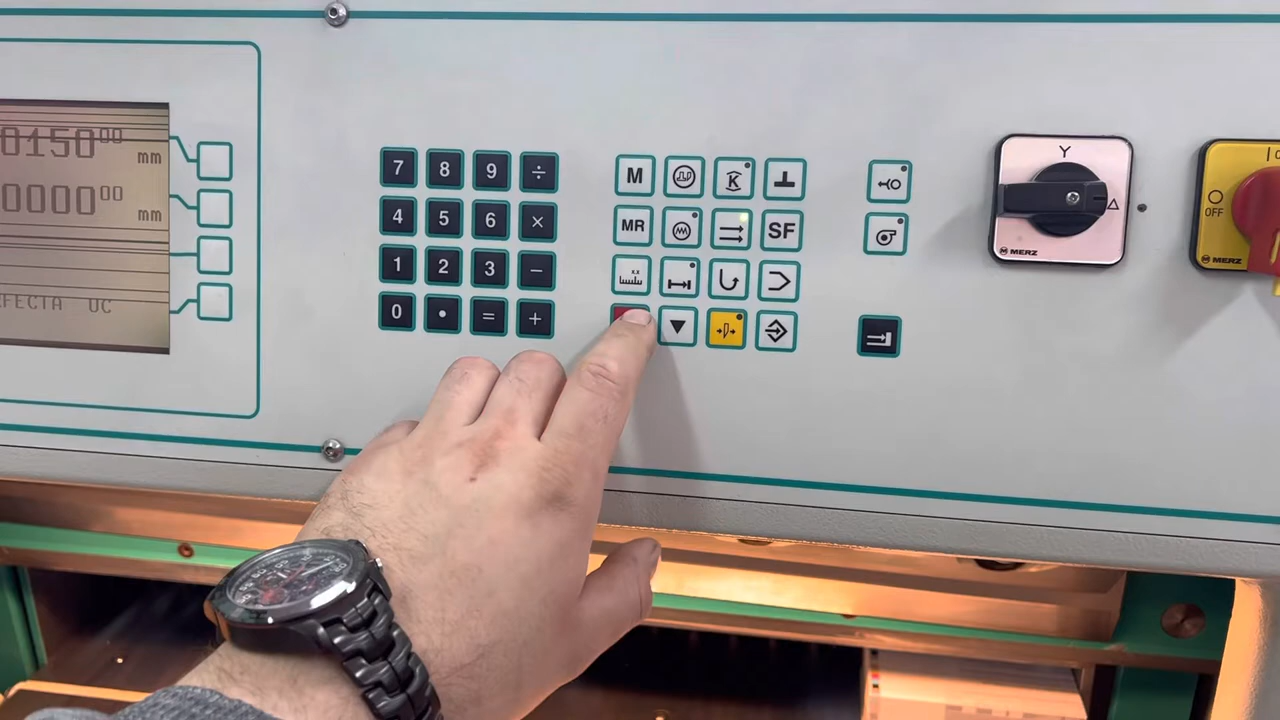 0150 00
mm
0000 00
mm
FECTA UC
7 8 9 ÷
4 5 6 ×
1 2 3 −
0 • = +
M K
MR SF
x.x
Y
△
MERZ
OFF
MERZ